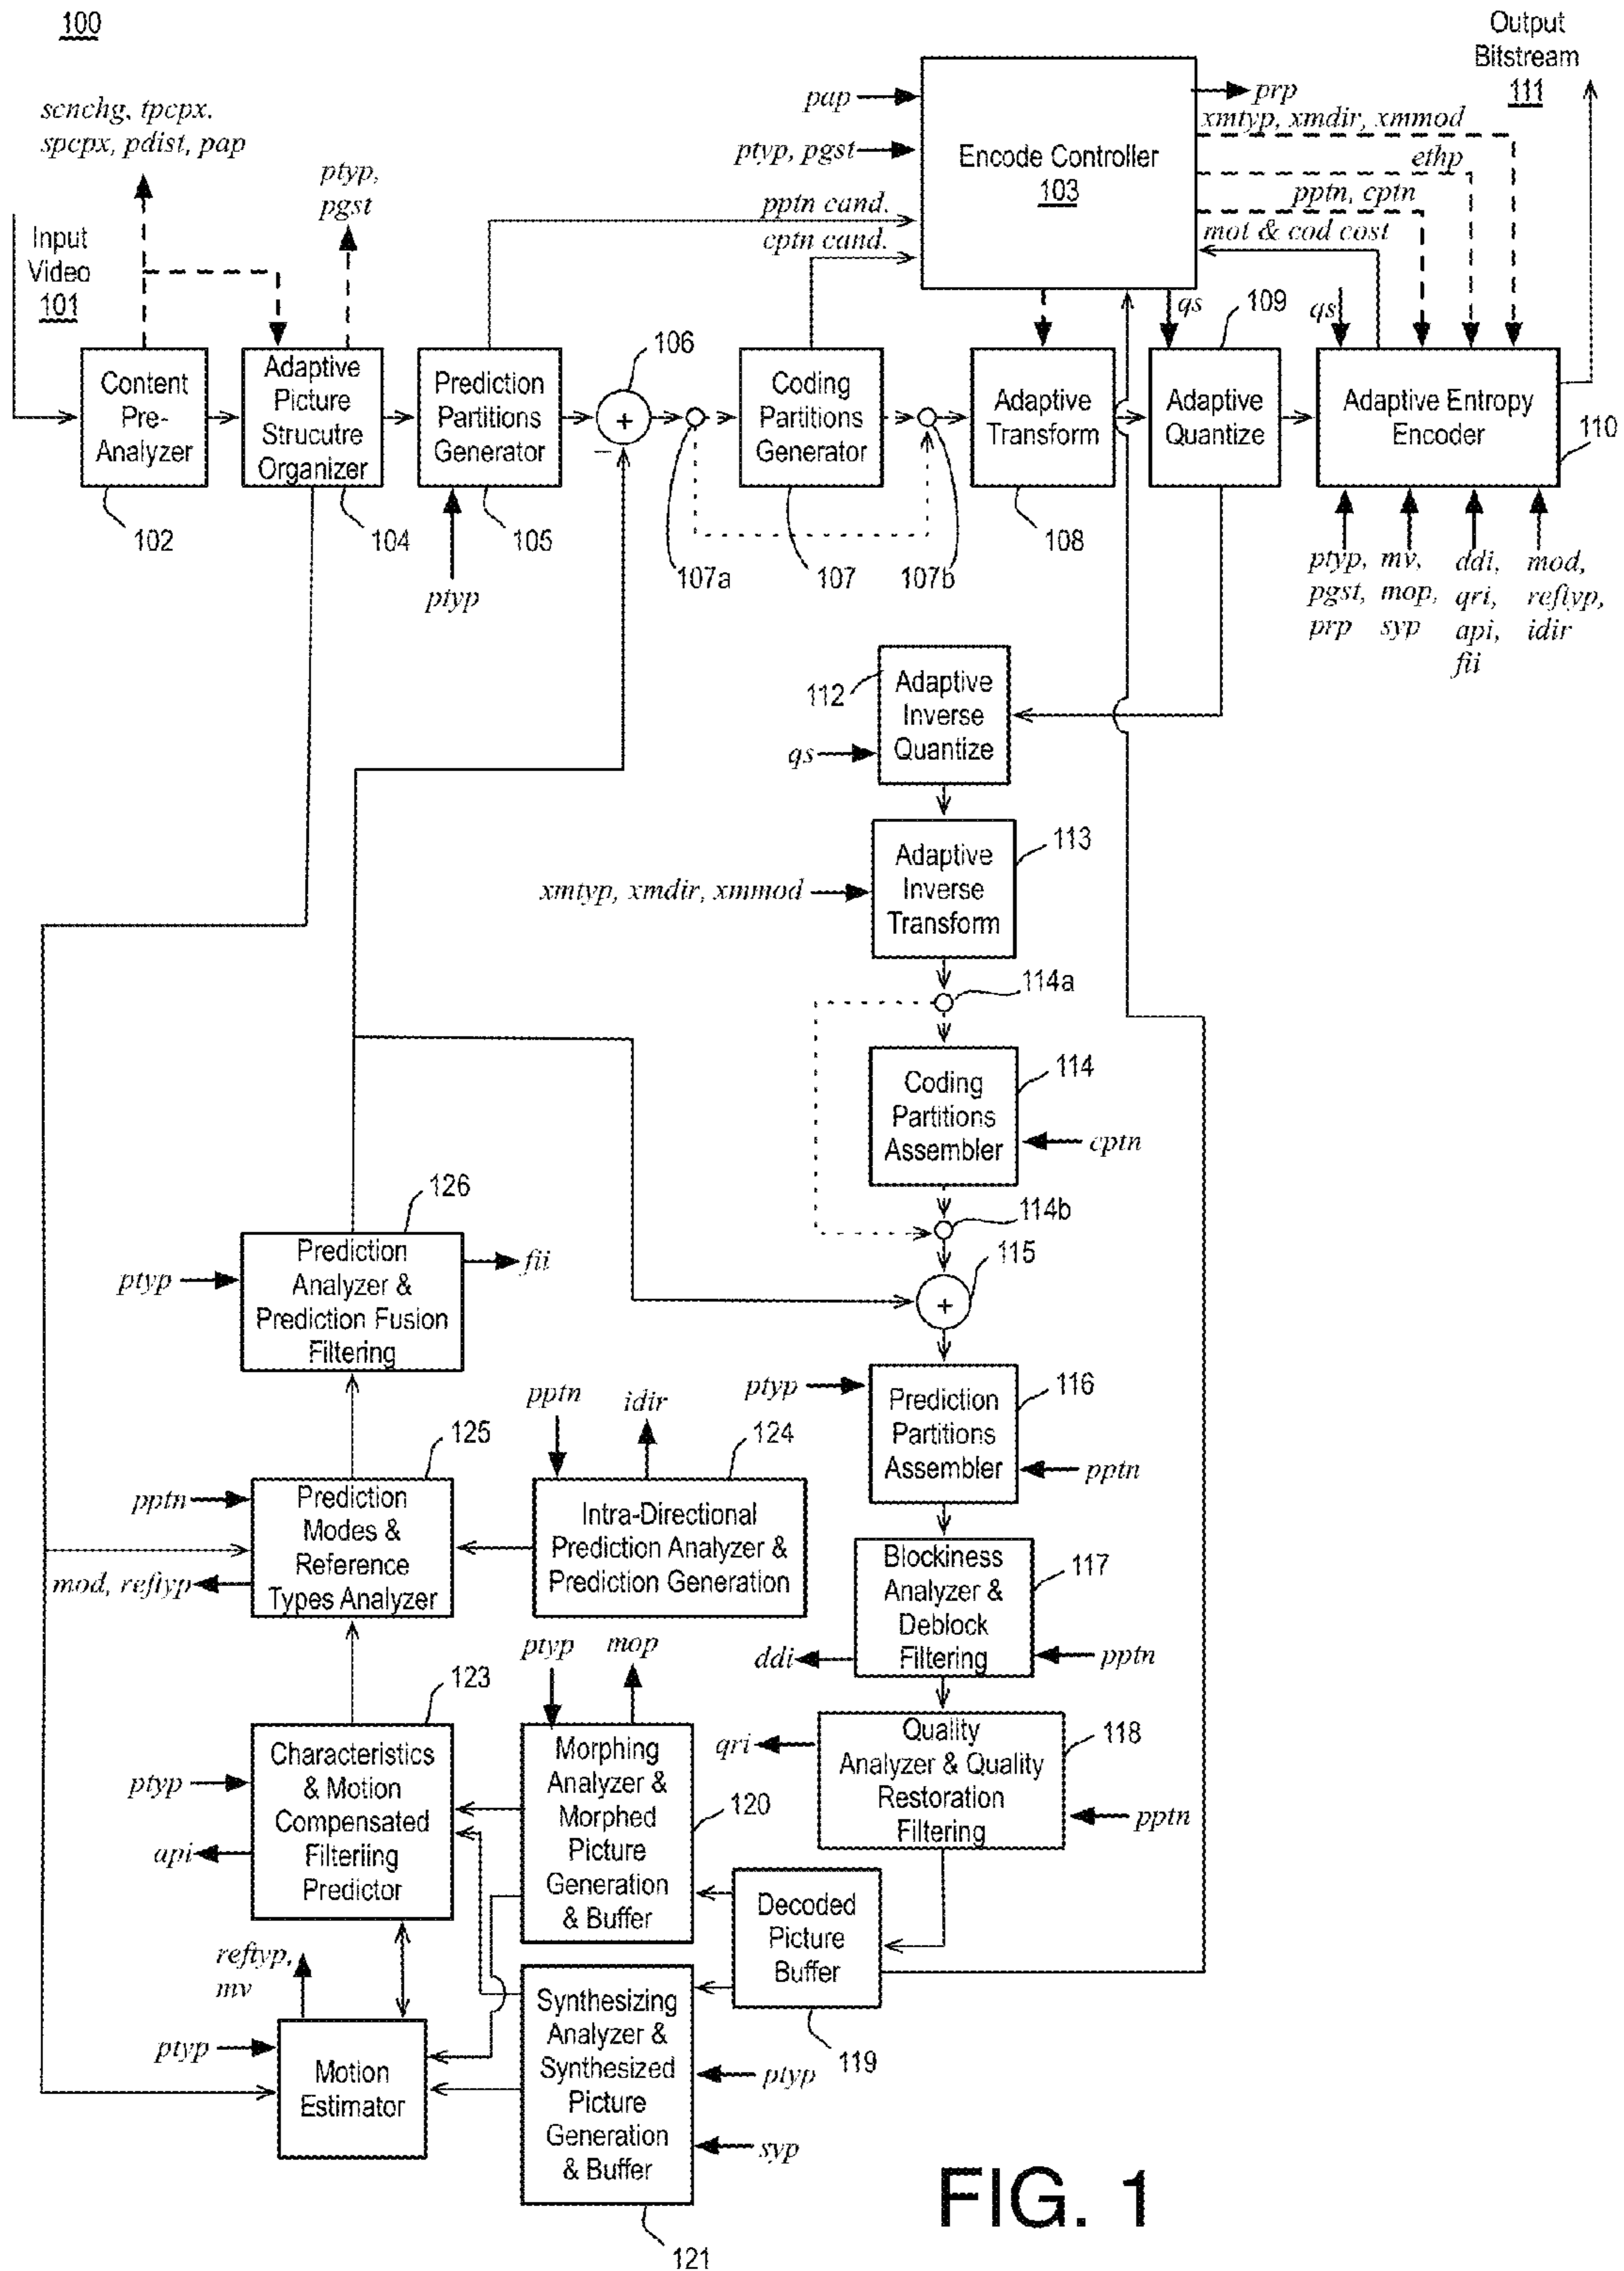 100
Output
Bitstream
111
scnchg, tpcpx.
spcpx, pdist, pap
ptyp,
pgst
Input
Video
101
pap
ptyp, pgst
pptn cand.
cptn cand.
Encode Controller
103
prp
xmtyp, xmdir, xmmod
ethp
pptn, cptn
mot & cod cost
qs
109
qs
106
Content
Pre-
Analyzer
102
Adaptive
Picture
Strucutre
Organizer
104
Prediction
Partitions
Generator
105
ptyp
+
–
107a
Coding
Partitions
Generator
107
107b
Adaptive
Transform
108
Adaptive
Quantize
Adaptive Entropy
Encoder
110
ptyp,
pgst,
prp
mv,
mop,
syp
ddi,
qri,
api,
fii
mod,
reftyp,
idir
112
Adaptive
Inverse
Quantize
qs
113
Adaptive
Inverse
Transform
xmtyp, xmdir, xmmod
114a
114
Coding
Partitions
Assembler
cptn
114b
115
+
126
Prediction
Analyzer &
Prediction Fusion
Filtering
ptyp
fii
ptyp
116
Prediction
Partitions
Assembler
pptn
125
pptn
Prediction
Modes &
Reference
Types Analyzer
mod, reftyp
pptn
idir
124
Intra-Directional
Prediction Analyzer &
Prediction Generation
Blockiness
Analyzer &
Deblock
Filtering
117
ddi
pptn
123
ptyp
api
Characteristics
& Motion
Compensated
Filteriing
Predictor
ptyp
mop
Morphing
Analyzer &
Morphed
Picture
Generation
& Buffer
120
qri
Quality
Analyzer & Quality
Restoration
Filtering
118
pptn
Decoded
Picture
Buffer
119
reftyp,
mv
ptyp
Motion
Estimator
Synthesizing
Analyzer &
Synthesized
Picture
Generation
& Buffer
ptyp
syp
121
FIG. 1